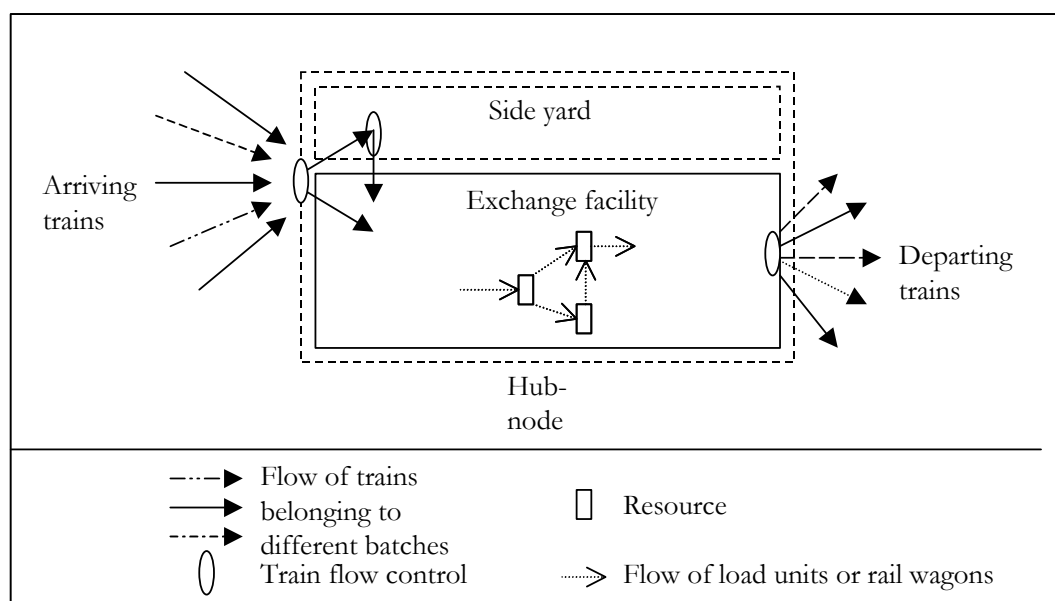 Side yard
Arriving
trains
Exchange facility
Departing
trains
Hub-
node
Flow of trains
belonging to
different batches
Train flow control
Resource
Flow of load units or rail wagons